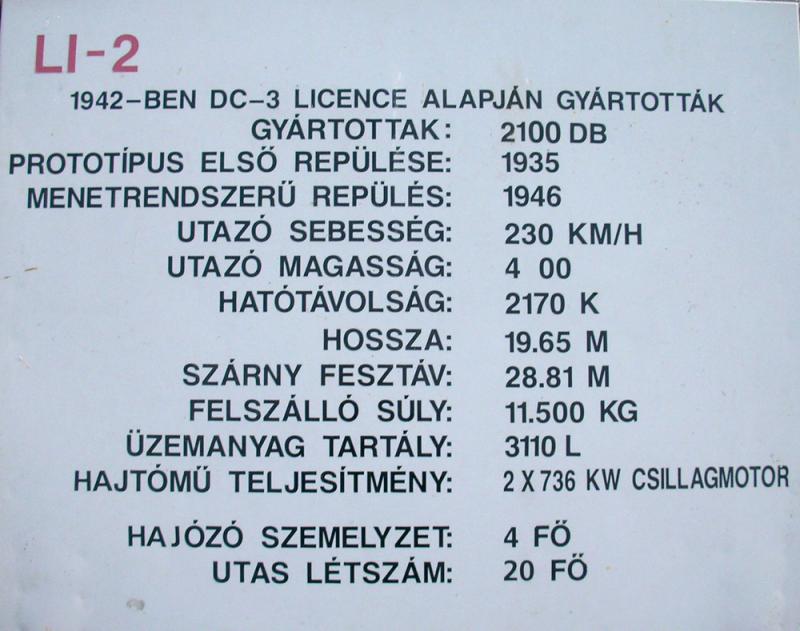 LI-2
1942-BEN DC-3 LICENCE ALAPJÁN GYÁRTOTTÁK
GYÁRTOTTAK: 2100 DB
PROTOTÍPUS ELSŐ REPÜLÉSE: 1935
MENETRENDSZERŰ REPÜLÉS: 1946
UTAZÓ SEBESSÉG: 230 KM/H
UTAZÓ MAGASSÁG: 4 00
HATÓTÁVOLSÁG: 2170 K
HOSSZA: 19.65 M
SZÁRNY FESZTÁV: 28.81 M
FELSZÁLLÓ SÚLY: 11.500 KG
ÜZEMANYAG TARTÁLY: 3110 L
HAJTÓMŰ TELJESÍTMÉNY: 2 X 736 KW CSILLAGMOTOR
HAJÓZÓ SZEMELYZET: 4 FŐ
UTAS LÉTSZÁM: 20 FŐ